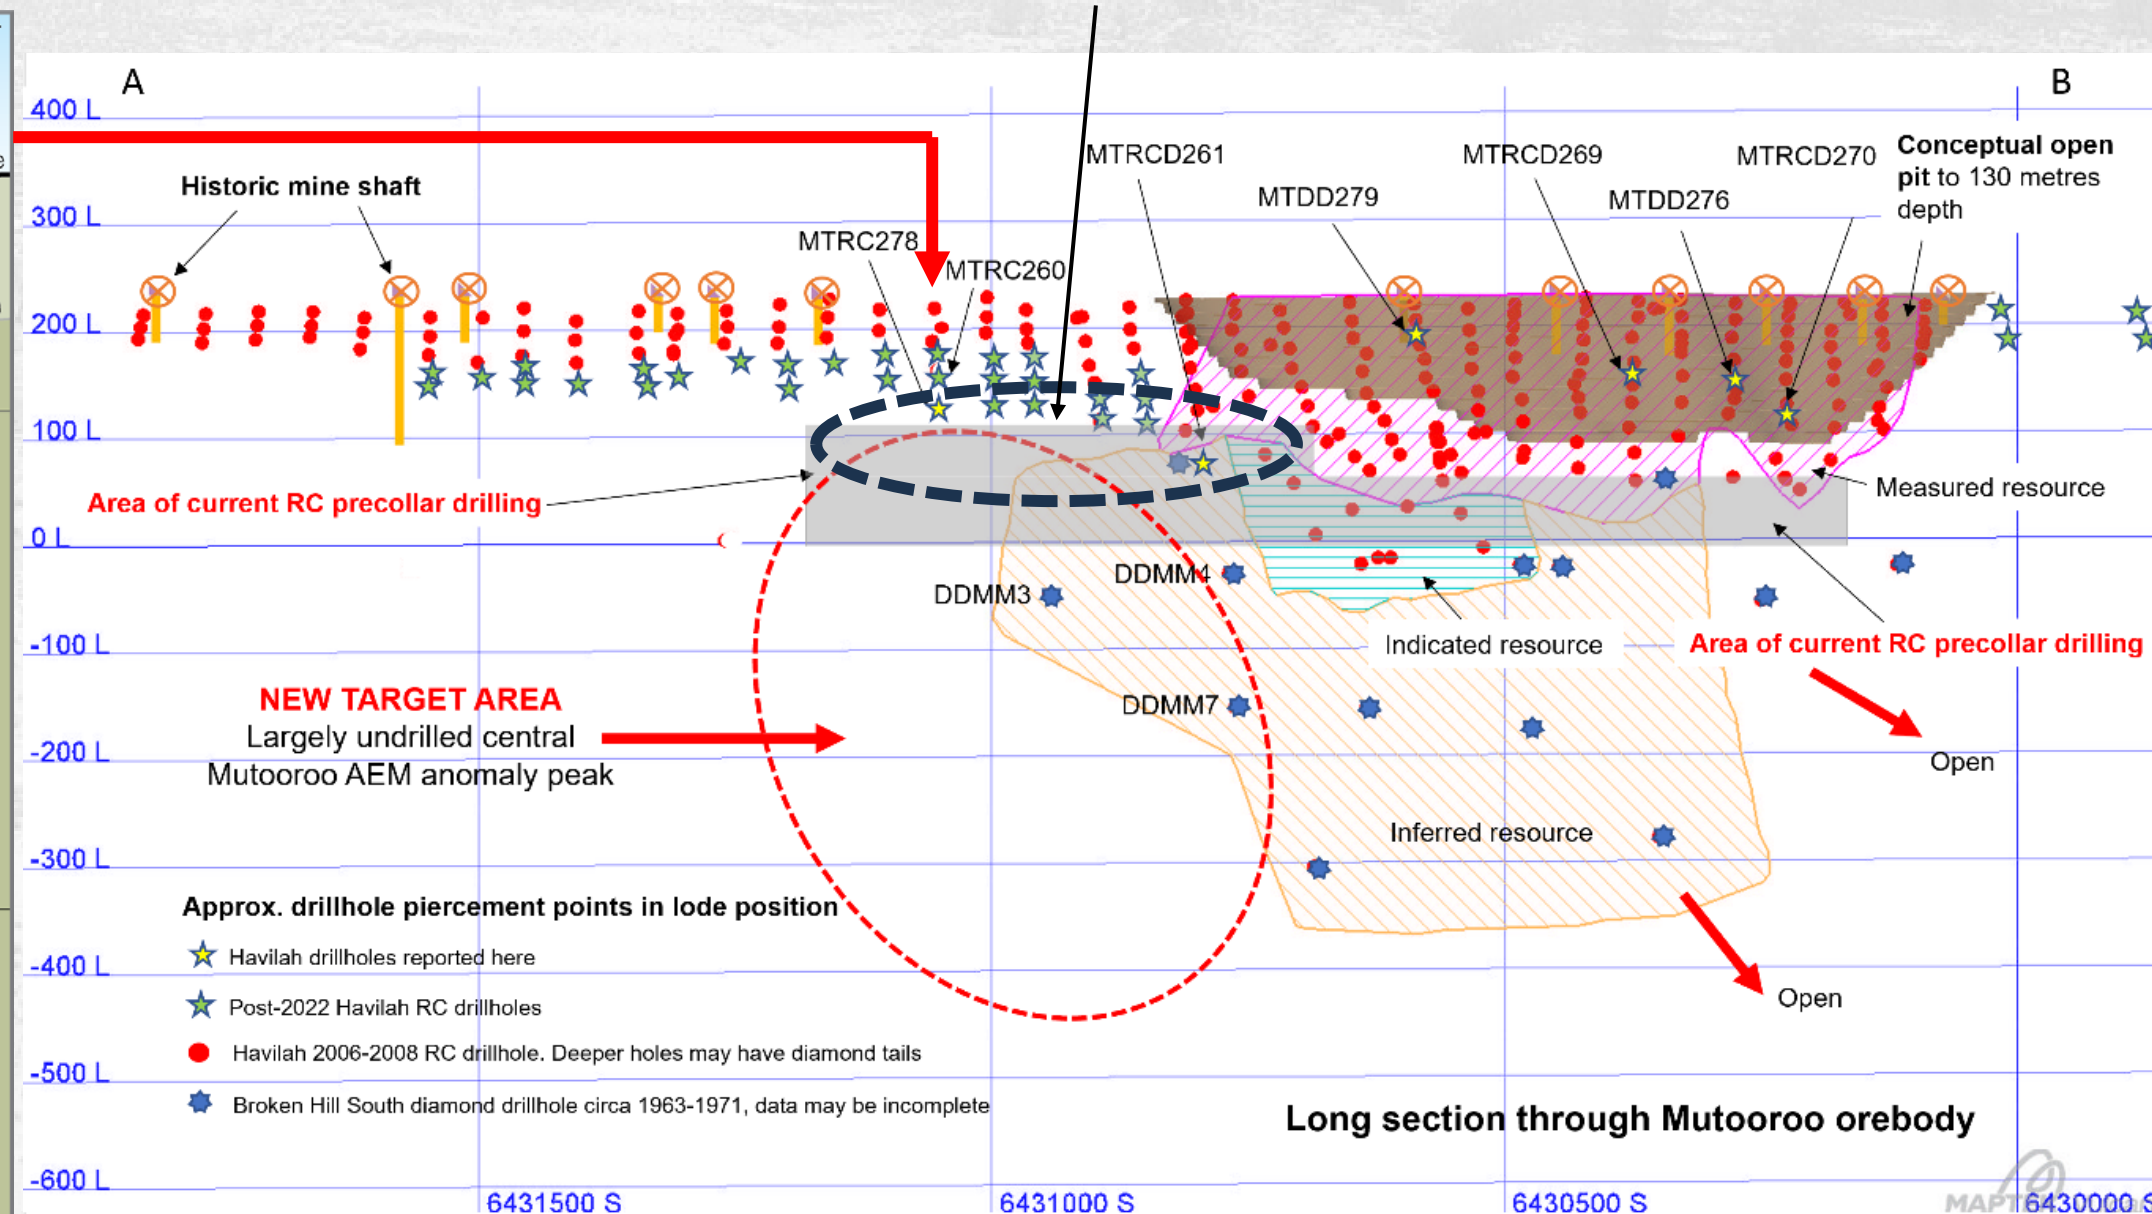 A
B
400 L
300 L
200 L
100 L
0 L
-100 L
-200 L
-300 L
-400 L
-500 L
-600 L
Historic mine shaft
MTRC278
MTRC260
MTRCD261
MTDD279
MTRCD269
MTDD276
MTRCD270
Conceptual open
pit to 130 metres
depth
Area of current RC precollar drilling
Measured resource
DDMM4
DDMM3
Indicated resource
Area of current RC precollar drilling
NEW TARGET AREA
Largely undrilled central
Mutooroo AEM anomaly peak
DDMM7
Open
Inferred resource
Open
Approx. drillhole piercement points in lode position
Havilah drillholes reported here
Post-2022 Havilah RC drillholes
Havilah 2006-2008 RC drillhole. Deeper holes may have diamond tails
Broken Hill South diamond drillhole circa 1963-1971, data may be incomplete
Long section through Mutooroo orebody
6431500 S
6431000 S
6430500 S
6430000 S